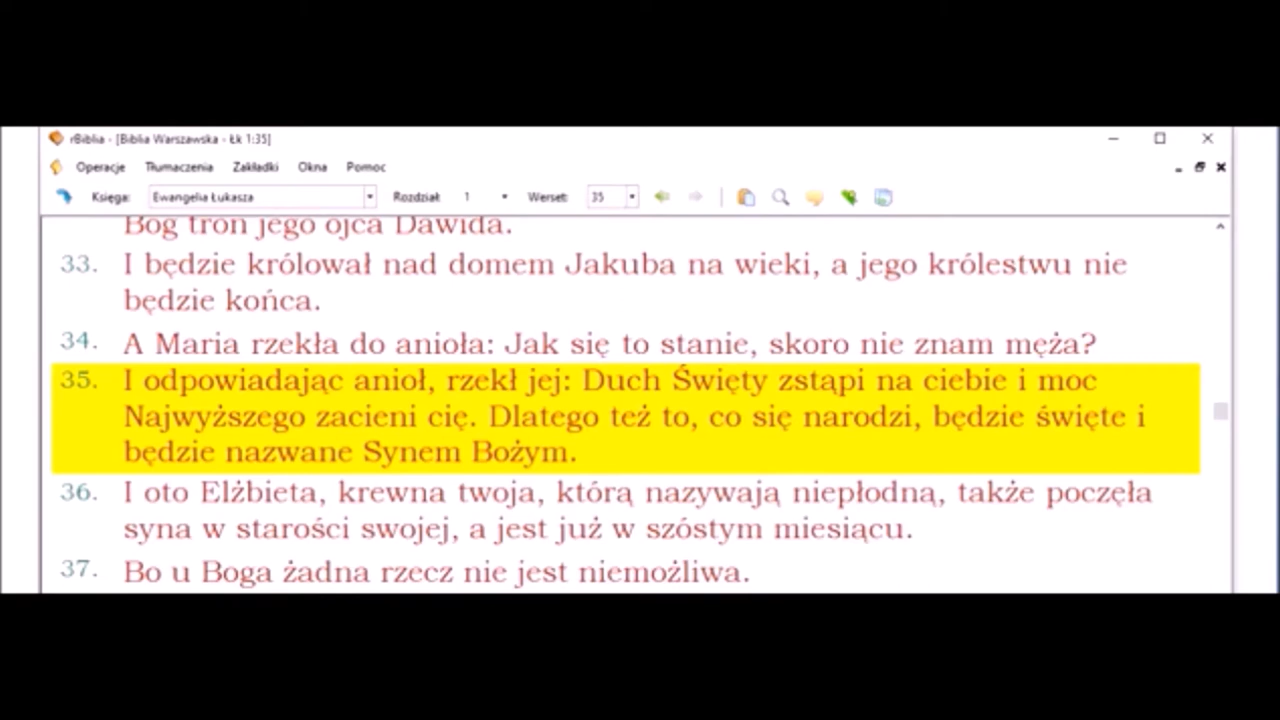 rBiblia - [Biblia Warszawska - Łk 1:35]
Operacje Tłumaczenia Zakładki Okna Pomoc
Księga: Ewangelia Łukasza Rozdział 1 Werset: 35
Bóg tron jego ojca Dawida.
33. I będzie królował nad domem Jakuba na wieki, a jego królestwu nie
będzie końca.
34. A Maria rzekła do anioła: Jak się to stanie, skoro nie znam męża?
35. I odpowiadając anioł, rzekł jej: Duch Święty zstąpi na ciebie i moc
Najwyższego zacieni cię. Dlatego też to, co się narodzi, będzie święte i
będzie nazwane Synem Bożym.
36. I oto Elżbieta, krewna twoja, którą nazywają niepłodną, także poczęła
syna w starości swojej, a jest już w szóstym miesiącu.
37. Bo u Boga żadna rzecz nie jest niemożliwa.